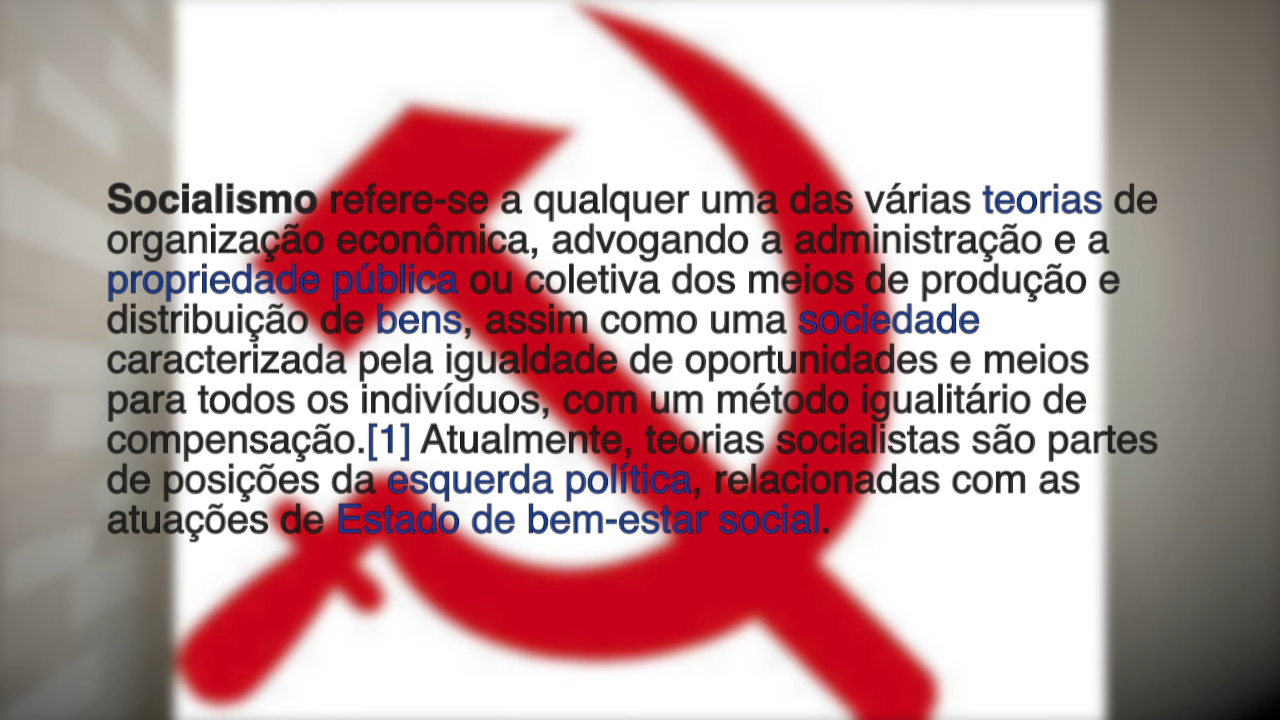 Socialismo refere-se a qualquer uma das várias teorias de
organização econômica, advogando a administração e a
propriedade pública ou coletiva dos meios de produção e
distribuição de bens, assim como uma sociedade
caracterizada pela igualdade de oportunidades e meios
para todos os indivíduos, com um método igualitário de
compensação.[1] Atualmente, teorias socialistas são partes
de posições da esquerda política, relacionadas com as
atuações de Estado de bem-estar social.